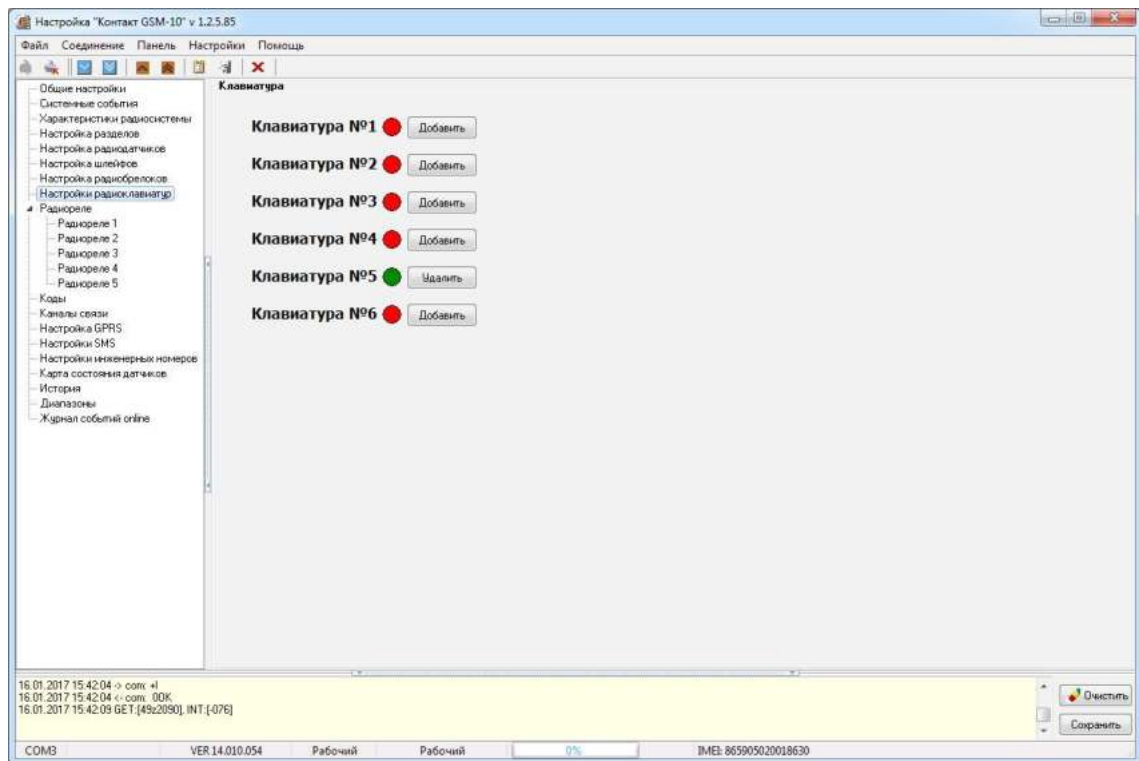 Настройка "Контакт GSM-10" v 1.2.5.85
Файл Соединение Панель Настройки Помощь
Общие настройки
Системные события
Характеристики радиосистемы
Настройка разделов
Настройка радиодатчиков
Настройка шлейфов
Настройка радиобрелоков
Настройки радиоклавиатур
Радиореле
Радиореле 1
Радиореле 2
Радиореле 3
Радиореле 4
Радиореле 5
Коды
Каналы связи
Настройка GPRS
Настройки SMS
Настройки инженерных номеров
Карта состояния датчиков
История
Диапазоны
Журнал событий online
Клавиатура
Клавиатура №1 Добавить
Клавиатура №2 Добавить
Клавиатура №3 Добавить
Клавиатура №4 Добавить
Клавиатура №5 Удалить
Клавиатура №6 Добавить
16.01.2017 15:42:04 -> com: +I
16.01.2017 15:42:04 <- com: 00K
16.01.2017 15:42:09 GET:[49z2090], INT:[-076]
Очистить
Сохранить
COM3 VER 14.010.054 Рабочий Рабочий 0% IMEI: 865905020018630